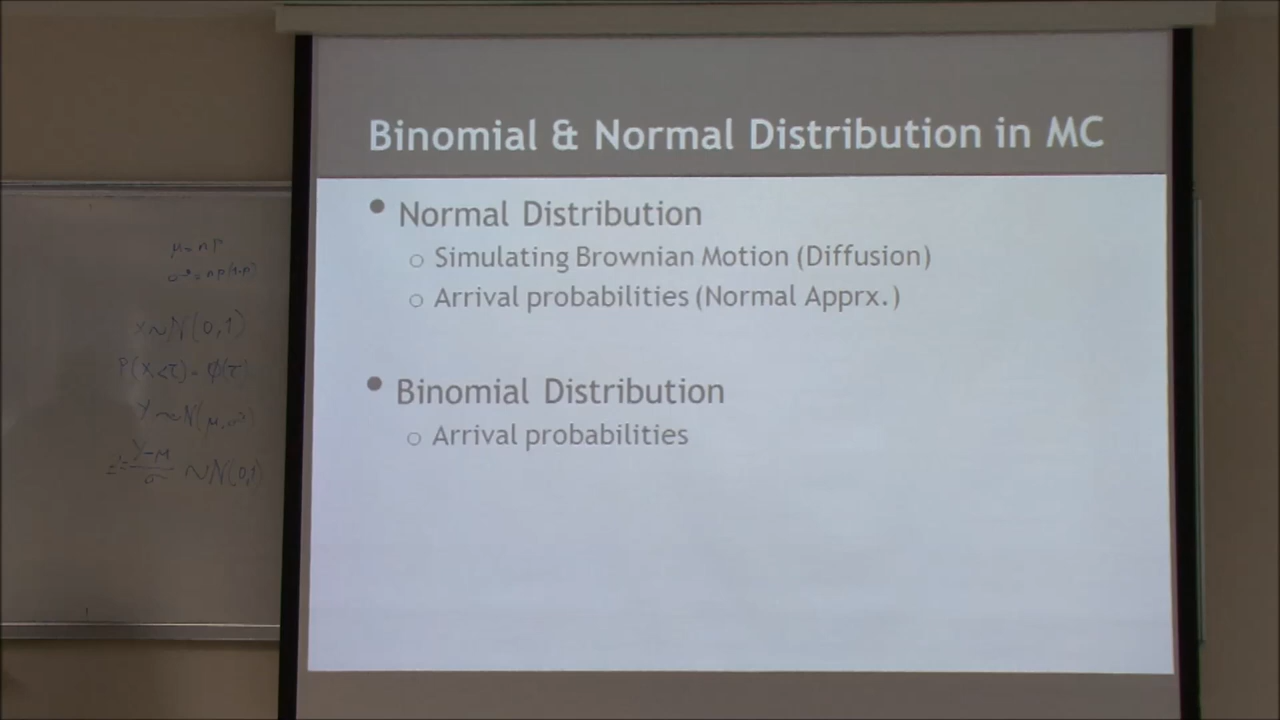 Binomial & Normal Distribution in MC
• Normal Distribution
○ Simulating Brownian Motion (Diffusion)
○ Arrival probabilities (Normal Apprx.)
• Binomial Distribution
○ Arrival probabilities
μ=np
σ²=np(1-p)
x~N(0,1)
P(x<τ)=φ(τ)
Y~N(μ,σ²)
z=(Y-μ)/σ ~N(0,1)